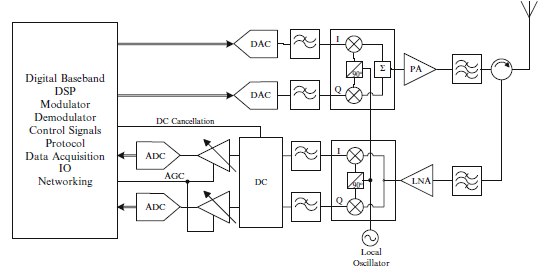 Digital Baseband
DSP
Modulator
Demodulator
Control Signals
Protocol
Data Acquisition
IO
Networking
DAC
I
90°
Σ
PA
DAC
Q
DC Cancellation
ADC
AGC
DC
I
90°
LNA
ADC
Q
Local
Oscillator